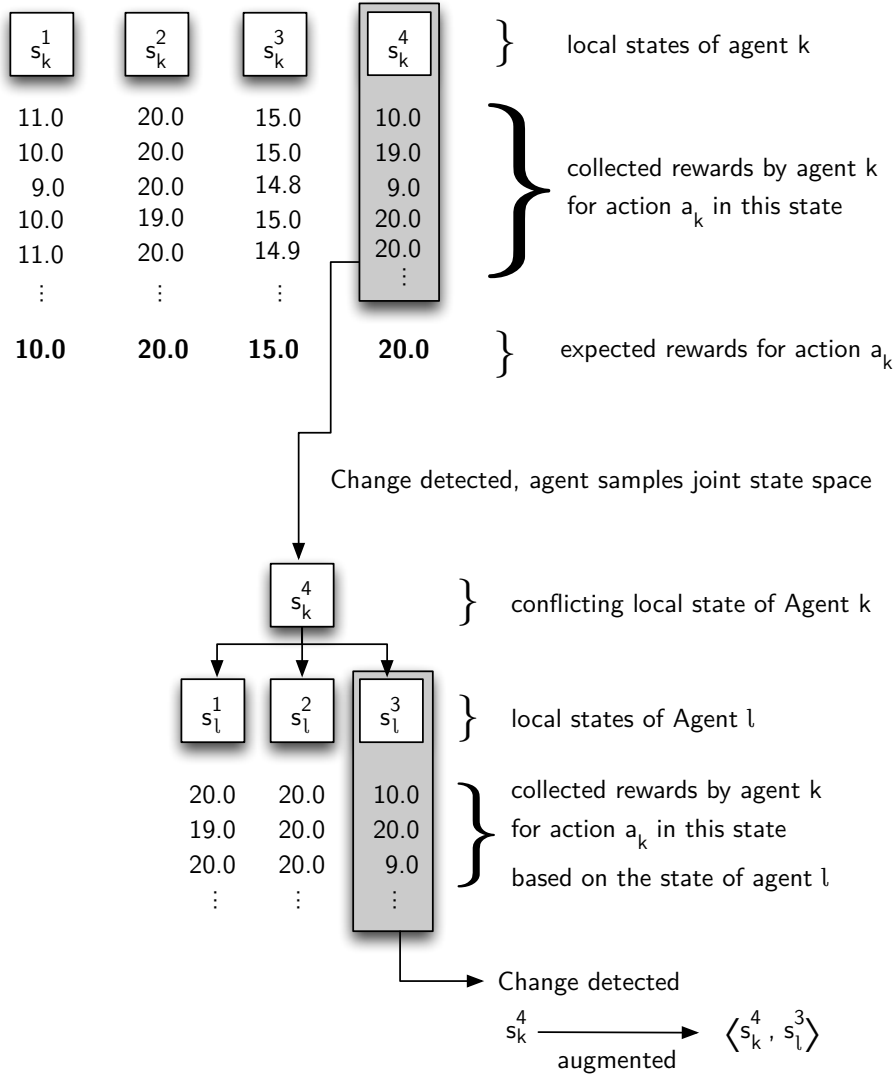 s_k^1 s_k^2 s_k^3 s_k^4 } local states of agent k
11.0 20.0 15.0 10.0
10.0 20.0 15.0 19.0
9.0 20.0 14.8 9.0
10.0 19.0 15.0 20.0
11.0 20.0 14.9 20.0
⋮ ⋮ ⋮ ⋮
} collected rewards by agent k
for action a_k in this state
10.0 20.0 15.0 20.0 } expected rewards for action a_k
Change detected, agent samples joint state space
s_k^4 } conflicting local state of Agent k
s_l^1 s_l^2 s_l^3 } local states of Agent l
20.0 20.0 10.0 } collected rewards by agent k
19.0 20.0 20.0 for action a_k in this state
20.0 20.0 9.0 based on the state of agent l
⋮ ⋮ ⋮
Change detected
s_k^4 ⟶ ⟨s_k^4, s_l^3⟩
augmented